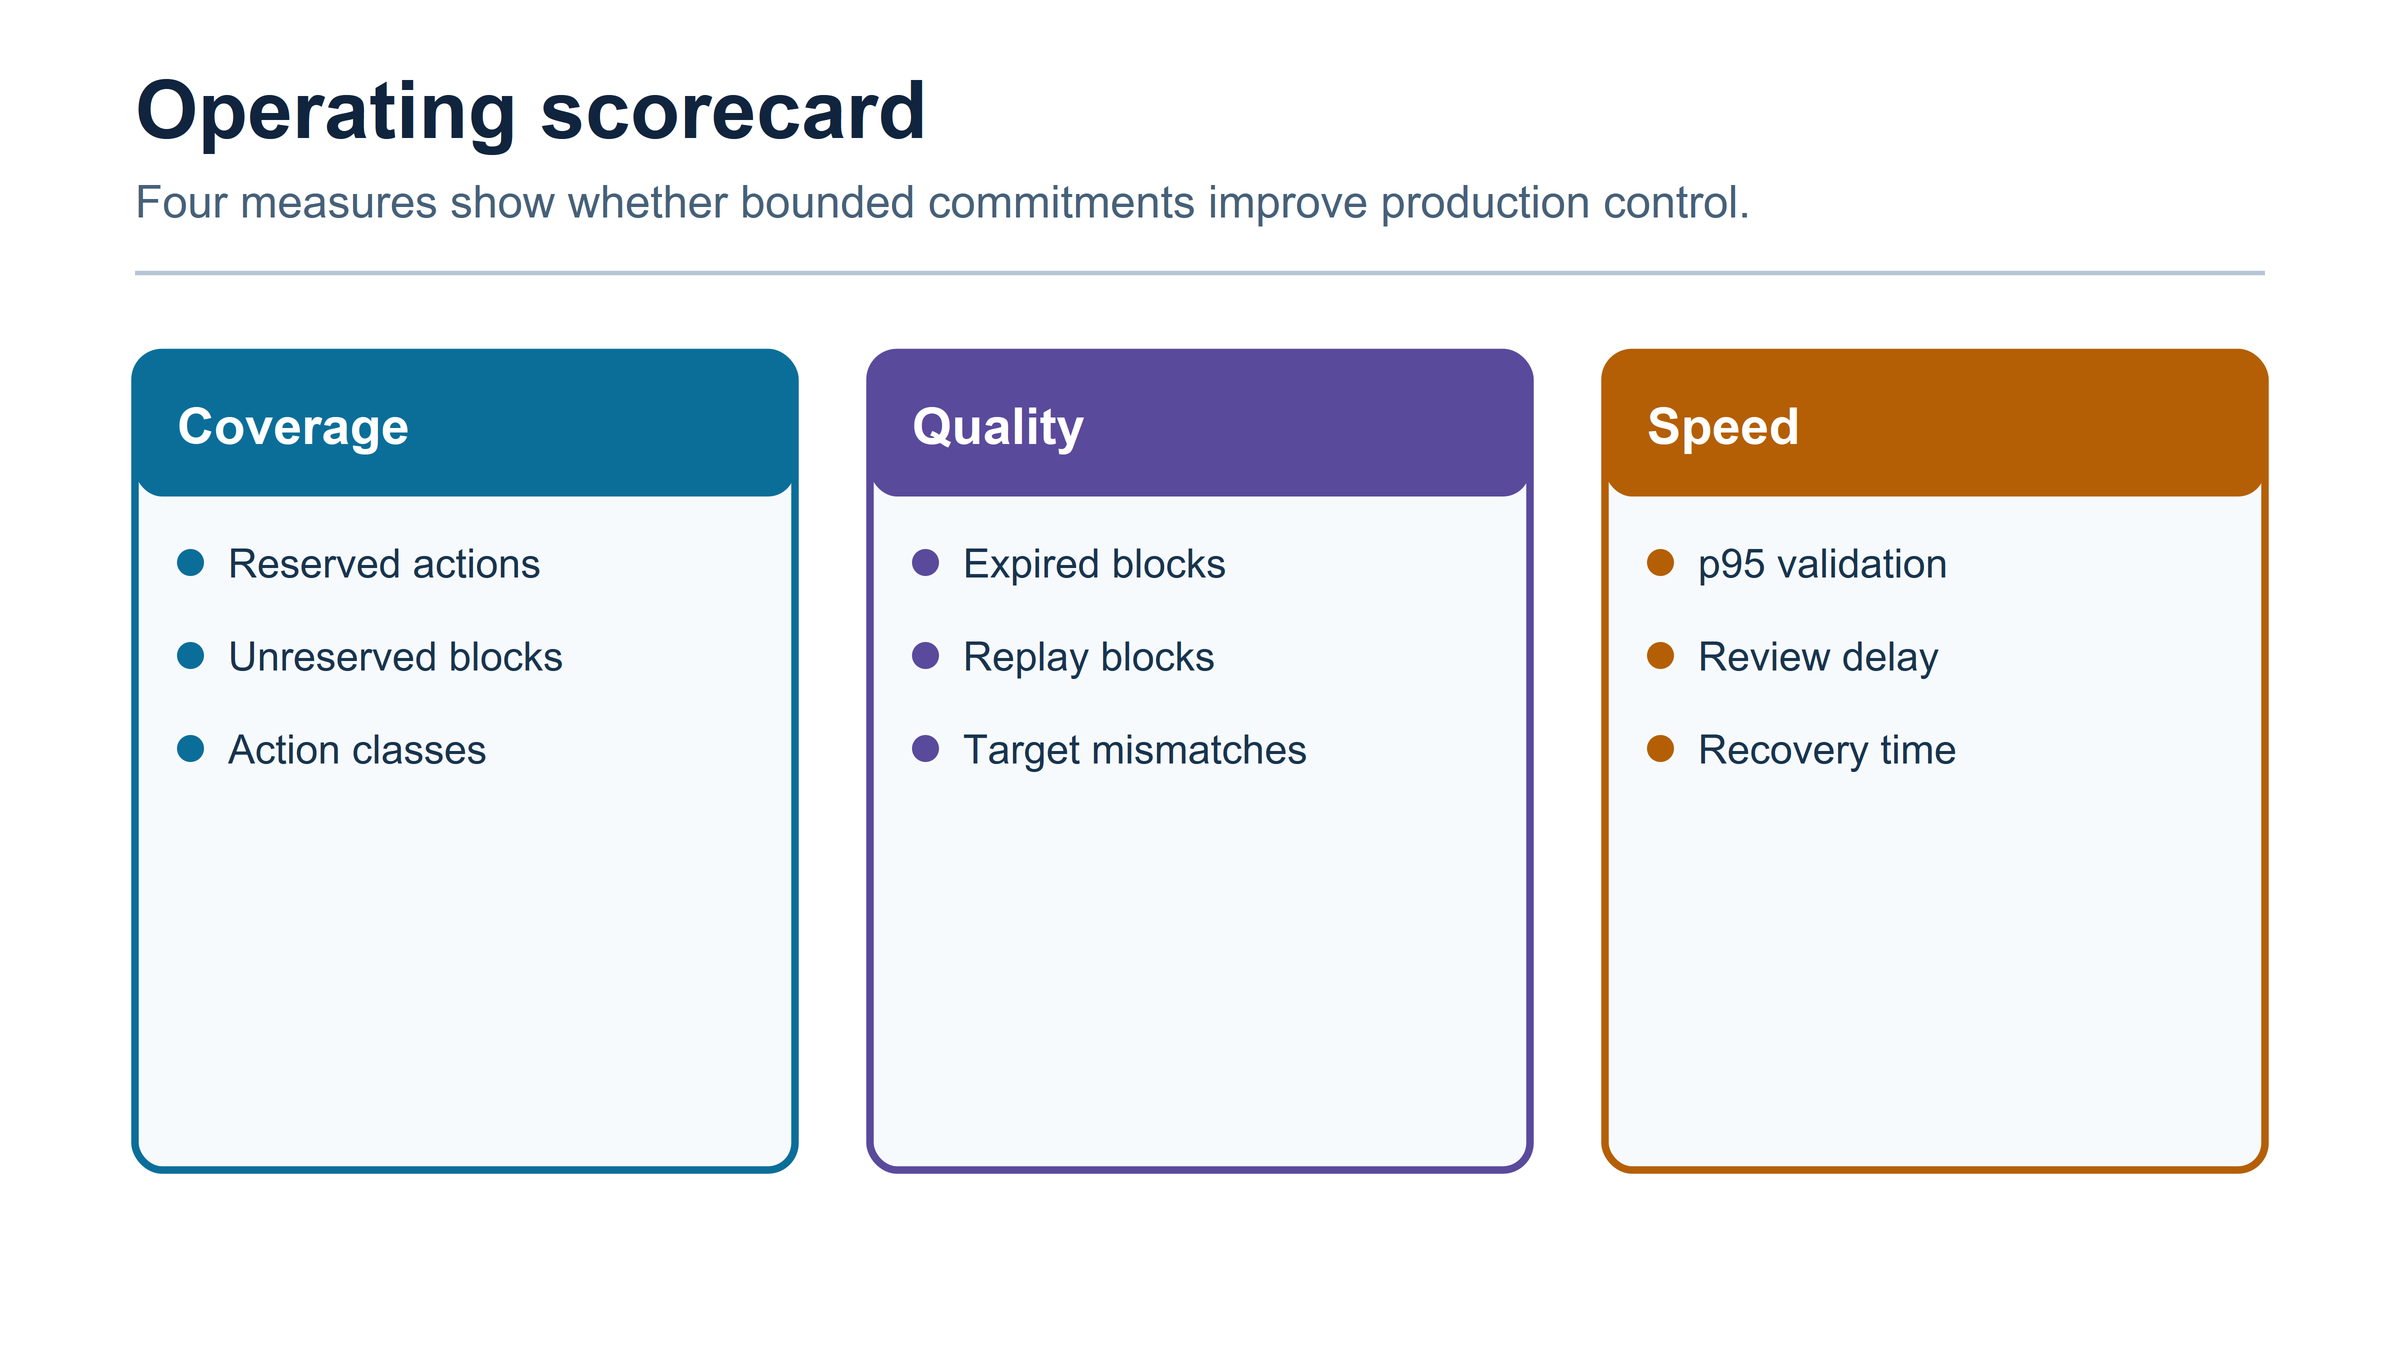 Operating scorecard
Four measures show whether bounded commitments improve production control.
Coverage
Reserved actions
Unreserved blocks
Action classes
Quality
Expired blocks
Replay blocks
Target mismatches
Speed
p95 validation
Review delay
Recovery time